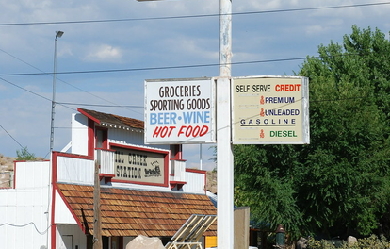 GROCERIES
SPORTING GOODS
BEER • WINE
HOT FOOD
SELF SERVE CREDIT
PREMIUM
UNLEADED
GASOLINE
DIESEL
STATION